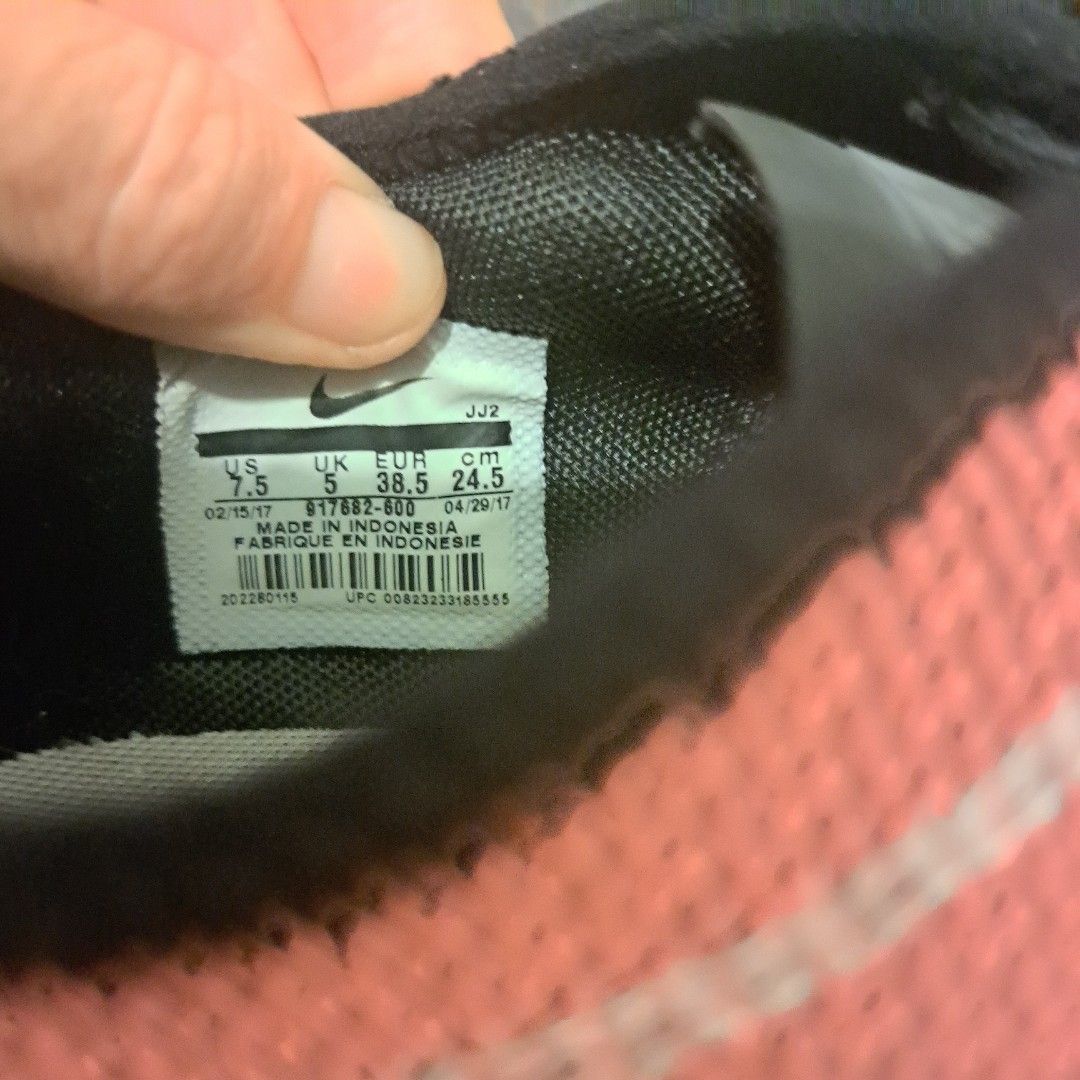 JJ2
US UK EUR cm
7.5 5 38.5 24.5
02/15/17 917682-600 04/29/17
MADE IN INDONESIA
FABRIQUE EN INDONESIE
202280115 UPC 00823233185555